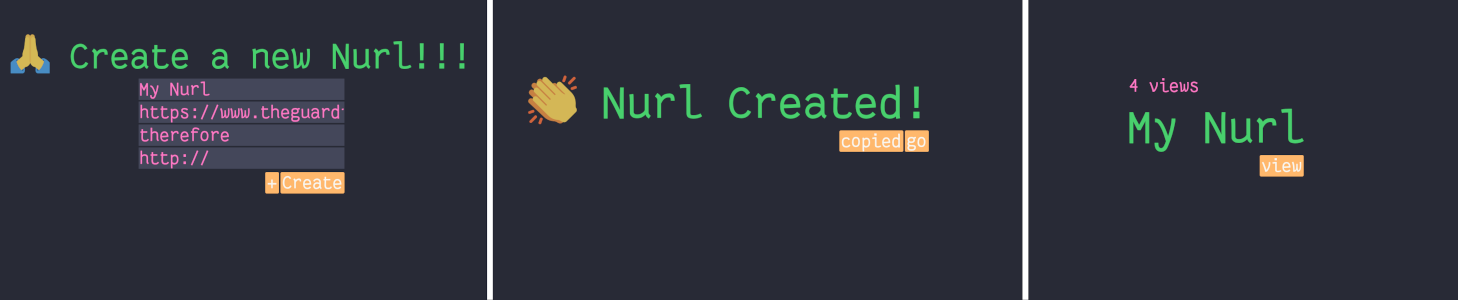 Create a new Nurl!!!
My Nurl
https://www.theguard
therefore
http://
+ Create
Nurl Created!
copied go
4 views
My Nurl
view